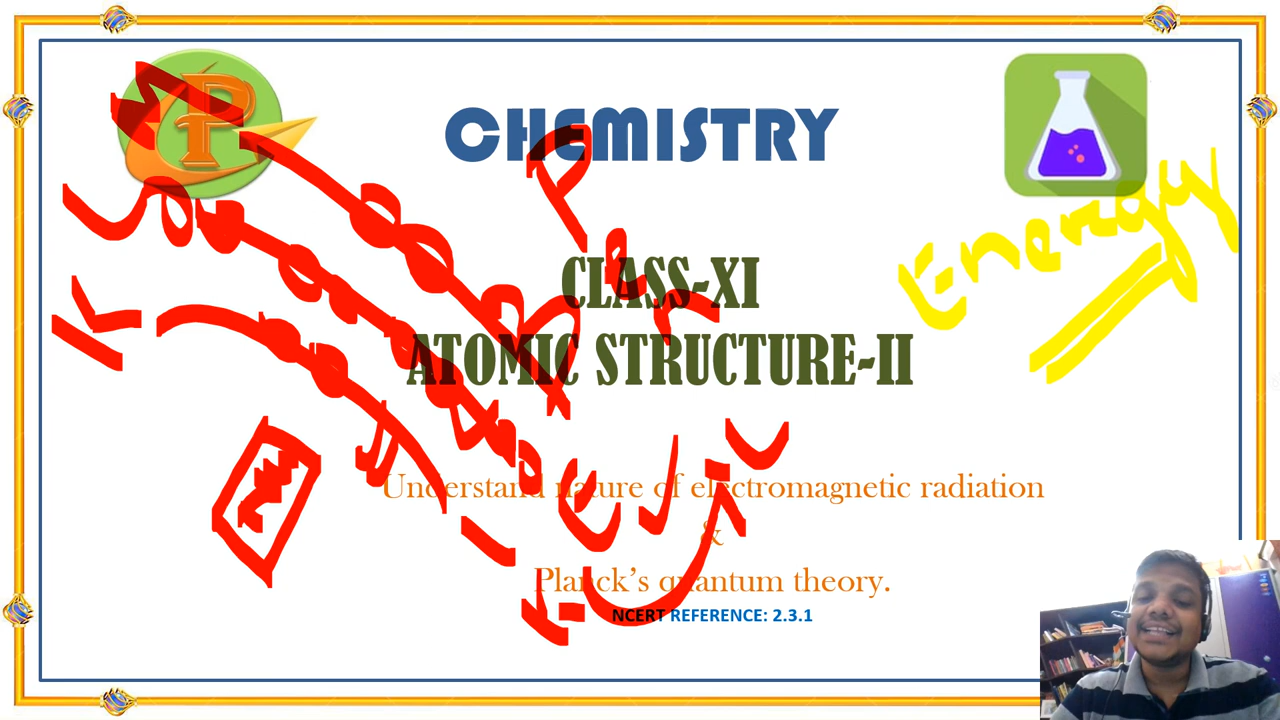 P
CHEMISTRY
CLASS-XI
ATOMIC STRUCTURE-II
Understand nature of electromagnetic radiation
&
Planck's quantum theory.
NCERT REFERENCE: 2.3.1
Energy
M
L
K
Pen